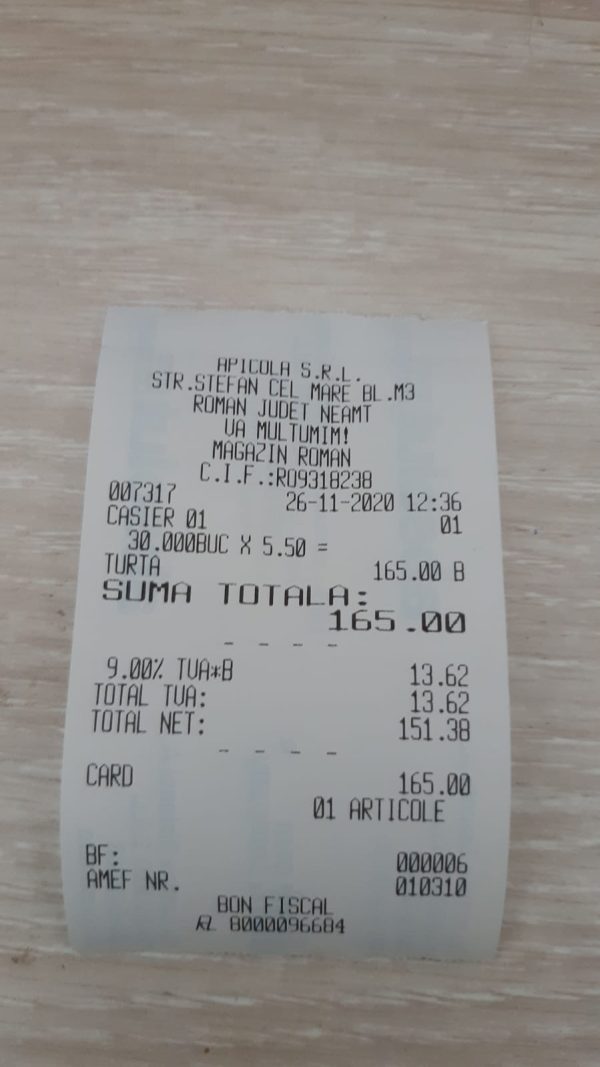 APICOLA S.R.L.
STR.STEFAN CEL MARE BL.M3
ROMAN JUDET NEAMT
VA MULTUMIM!
MAGAZIN ROMAN
C.I.F.:RO9318238
007317 26-11-2020 12:36
CASIER 01 01
30.000BUC X 5.50 =
TURTA 165.00 B
SUMA TOTALA:
165.00
- - - -
9.00% TVA*B 13.62
TOTAL TVA: 13.62
TOTAL NET: 151.38
- - - -
CARD 165.00
01 ARTICOLE
BF: 000006
AMEF NR. 010310
BON FISCAL
8000096684